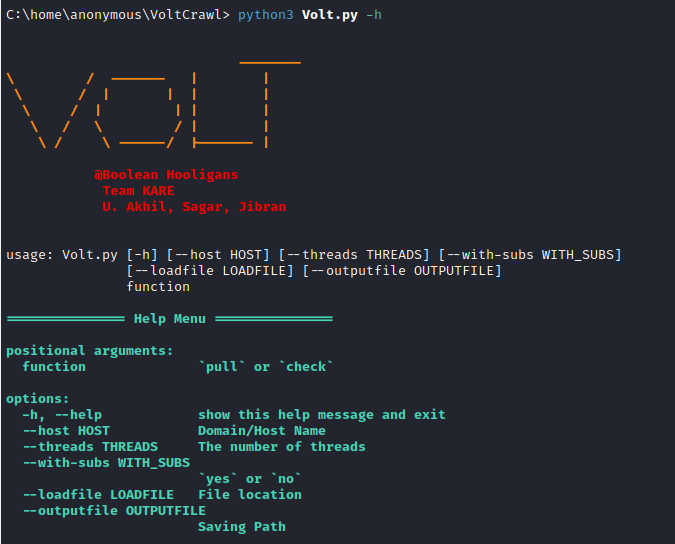 C:\home\anonymous\VoltCrawl> python3 Volt.py -h
VOLT
@Boolean Hooligans
Team KARE
U. Akhil, Sagar, Jibran
usage: Volt.py [-h] [--host HOST] [--threads THREADS] [--with-subs WITH_SUBS]
[--loadfile LOADFILE] [--outputfile OUTPUTFILE]
function
═══════════════ Help Menu ═══════════════
positional arguments:
function `pull` or `check`
options:
-h, --help show this help message and exit
--host HOST Domain/Host Name
--threads THREADS The number of threads
--with-subs WITH_SUBS
`yes` or `no`
--loadfile LOADFILE File location
--outputfile OUTPUTFILE
Saving Path